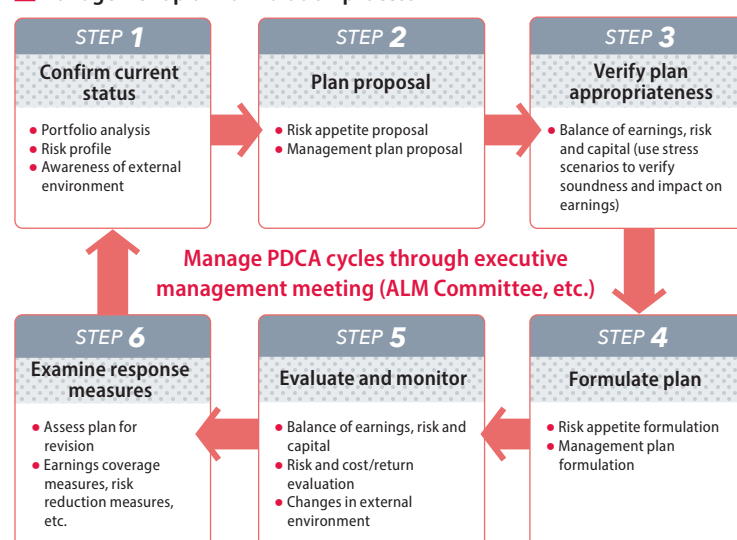 STEP 1
Confirm current
status
● Portfolio analysis
● Risk profile
● Awareness of external
environment
STEP 2
Plan proposal
● Risk appetite proposal
● Management plan proposal
STEP 3
Verify plan
appropriateness
● Balance of earnings, risk
and capital (use stress
scenarios to verify
soundness and impact on
earnings)
Manage PDCA cycles through executive
management meeting (ALM Committee, etc.)
STEP 4
Formulate plan
● Risk appetite formulation
● Management plan
formulation
STEP 5
Evaluate and monitor
● Balance of earnings, risk and
capital
● Risk and cost/return
evaluation
● Changes in external
environment
STEP 6
Examine response
measures
● Assess plan for
revision
● Earnings coverage
measures, risk
reduction measures,
etc.